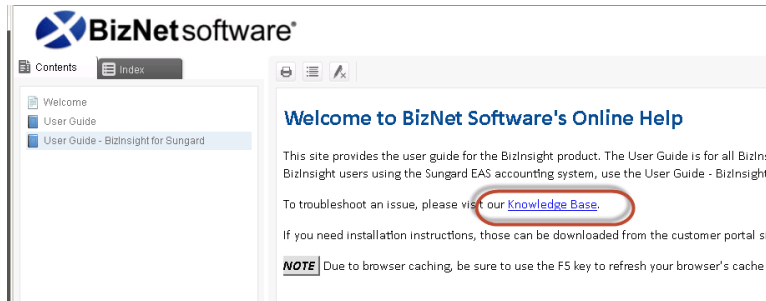 BizNetsoftware®
Contents
Index
Welcome
User Guide
User Guide - BizInsight for Sungard
Welcome to BizNet Software's Online Help
This site provides the user guide for the BizInsight product. The User Guide is for all BizIns
BizInsight users using the Sungard EAS accounting system, use the User Guide - BizInsight
To troubleshoot an issue, please visit our Knowledge Base.
If you need installation instructions, those can be downloaded from the customer portal s
NOTE Due to browser caching, be sure to use the F5 key to refresh your browser's cache